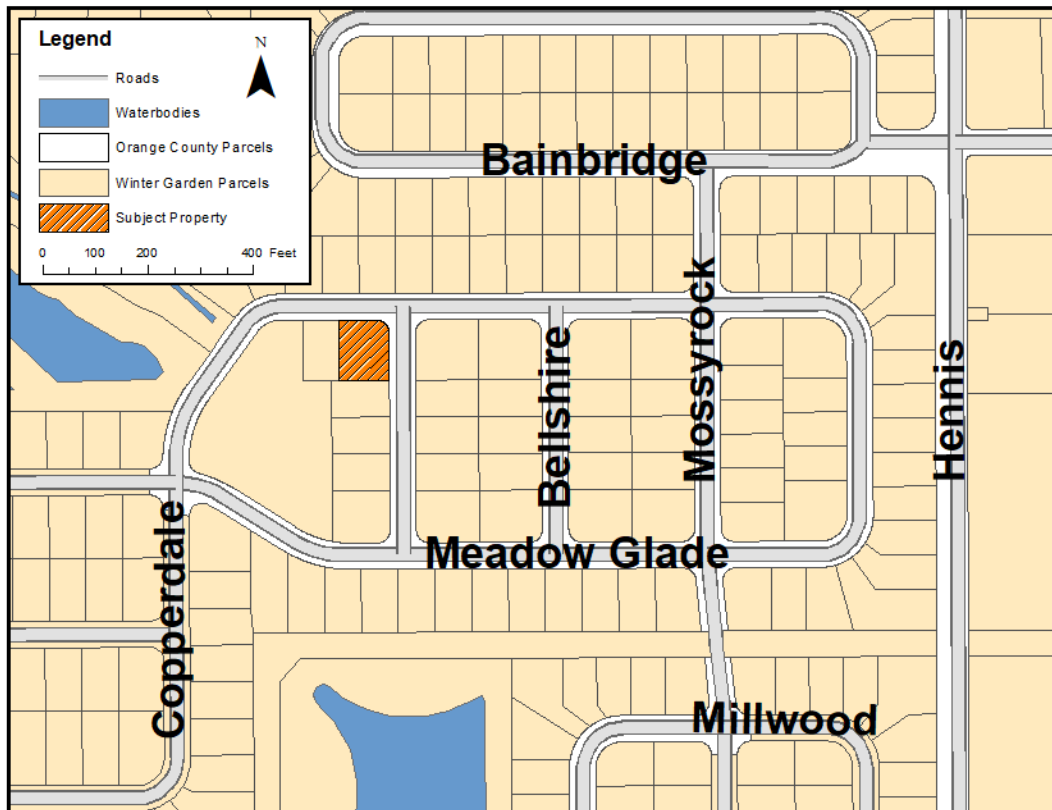 Legend
N
Roads
Waterbodies
Orange County Parcels
Winter Garden Parcels
Subject Property
0 100 200 400 Feet
Bainbridge
Mossyrock
Bellshire
Hennis
Meadow Glade
Copperdale
Millwood